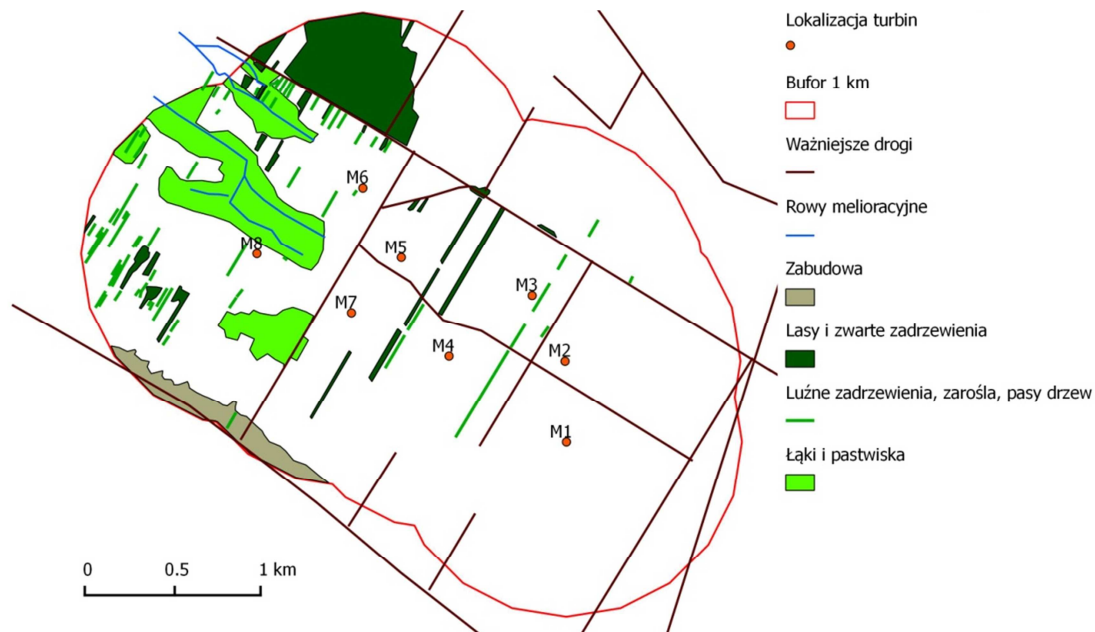 Lokalizacja turbin
Bufor 1 km
Ważniejsze drogi
Rowy melioracyjne
Zabudowa
Lasy i zwarte zadrzewienia
Luźne zadrzewienia, zarośla, pasy drzew
Łąki i pastwiska
M6
M8
M5
M3
M7
M4
M2
M1
0 0.5 1 km